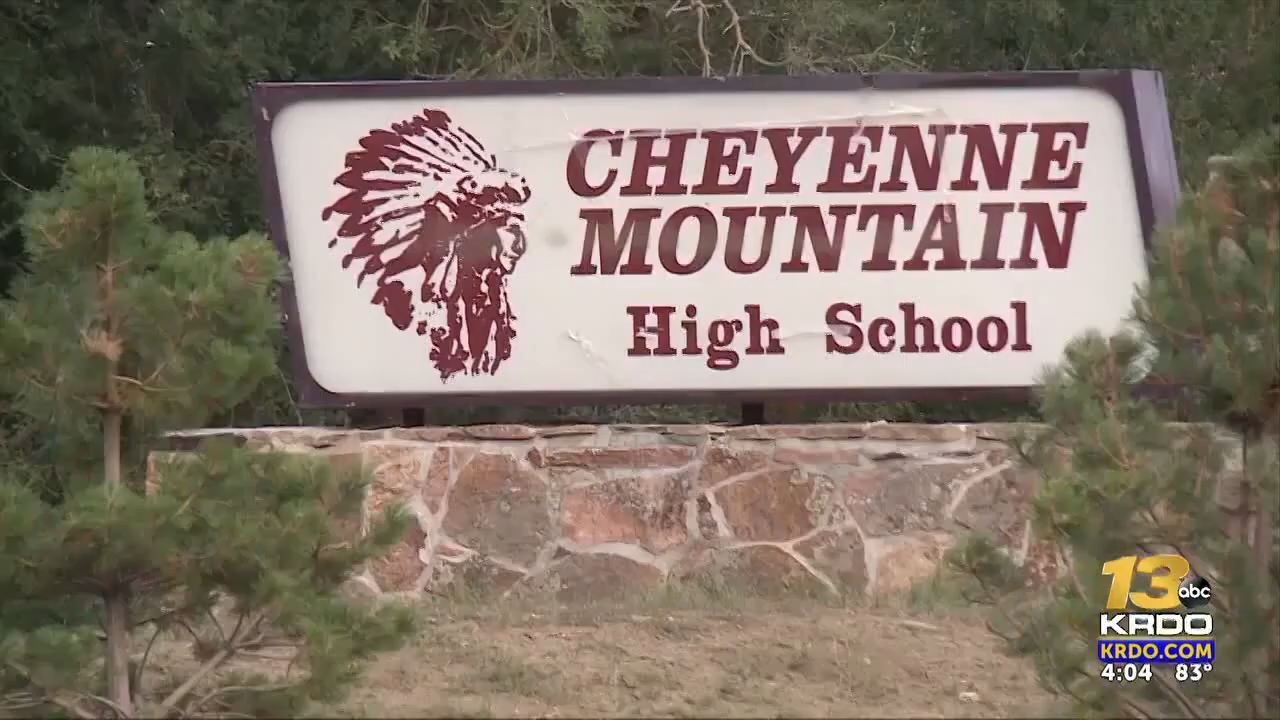 CHEYENNE
MOUNTAIN
High School
13 abc
KRDO
KRDO.COM
4:04 83°